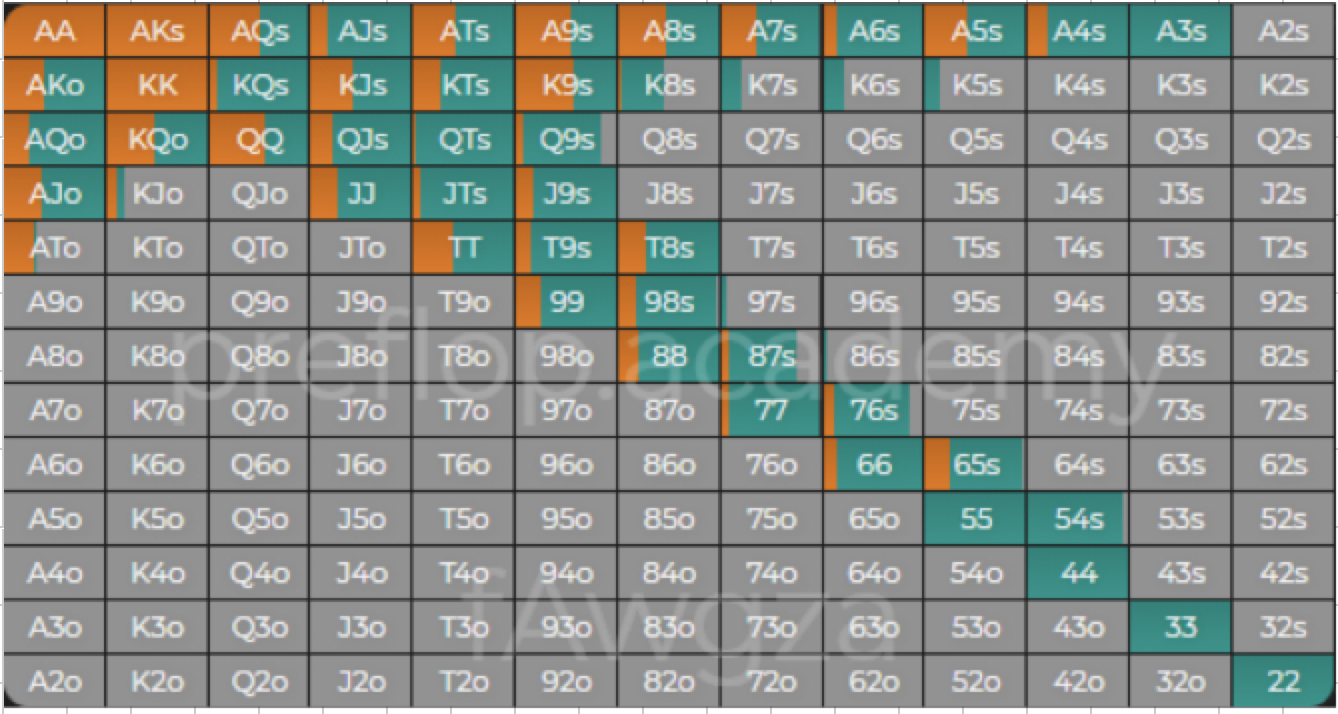 AA AKs AQs AJs ATs A9s A8s A7s A6s A5s A4s A3s A2s
AKo KK KQs KJs KTs K9s K8s K7s K6s K5s K4s K3s K2s
AQo KQo QQ QJs QTs Q9s Q8s Q7s Q6s Q5s Q4s Q3s Q2s
AJo KJo QJo JJ JTs J9s J8s J7s J6s J5s J4s J3s J2s
ATo KTo QTo JTo TT T9s T8s T7s T6s T5s T4s T3s T2s
A9o K9o Q9o J9o T9o 99 98s 97s 96s 95s 94s 93s 92s
preflop.academy
A8o K8o Q8o J8o T8o 98o 88 87s 86s 85s 84s 83s 82s
A7o K7o Q7o J7o T7o 97o 87o 77 76s 75s 74s 73s 72s
A6o K6o Q6o J6o T6o 96o 86o 76o 66 65s 64s 63s 62s
A5o K5o Q5o J5o T5o 95o 85o 75o 65o 55 54s 53s 52s
A4o K4o Q4o J4o T4o 94o 84o 74o 64o 54o 44 43s 42s
A3o K3o Q3o J3o T3o 93o 83o 73o 63o 53o 43o 33 32s
fAwgza
A2o K2o Q2o J2o T2o 92o 82o 72o 62o 52o 42o 32o 22